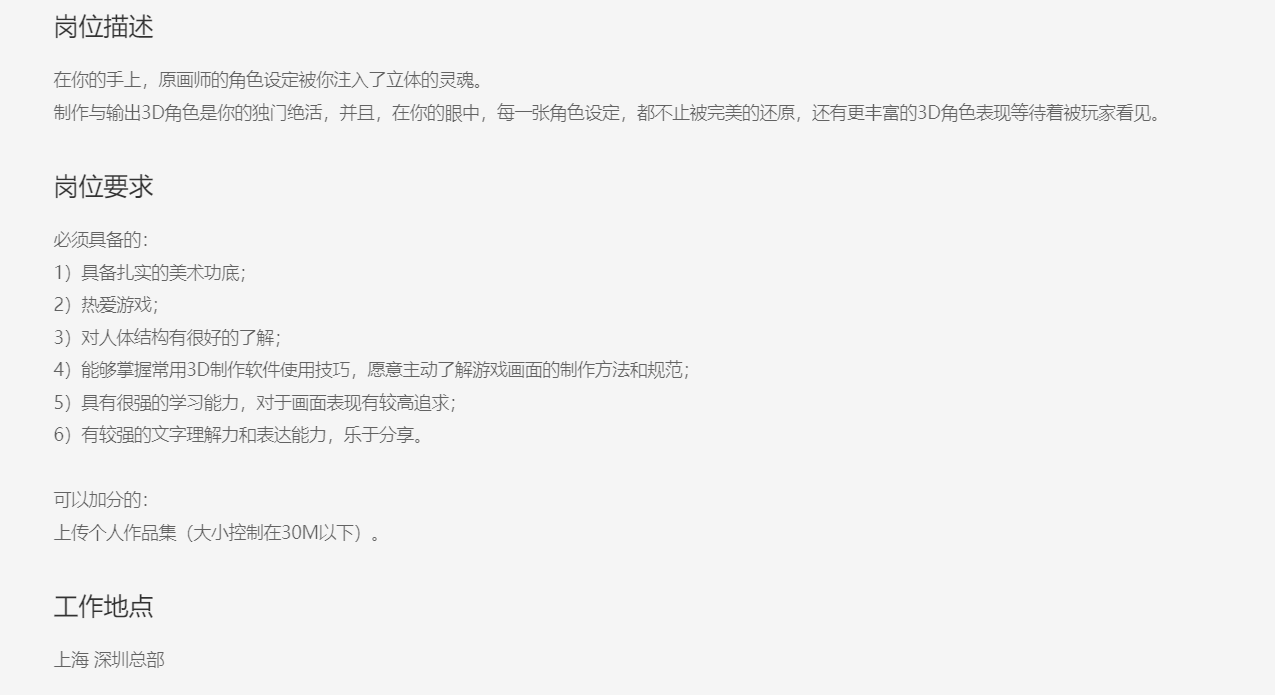 岗位描述
在你的手上，原画师的角色设定被你注入了立体的灵魂。
制作与输出3D角色是你的独门绝活，并且，在你的眼中，每一张角色设定，都不止被完美的还原，还有更丰富的3D角色表现等待着被玩家看见。
岗位要求
必须具备的：
1）具备扎实的美术功底；
2）热爱游戏；
3）对人体结构有很好的了解；
4）能够掌握常用3D制作软件使用技巧，愿意主动了解游戏画面的制作方法和规范；
5）具有很强的学习能力，对于画面表现有较高追求；
6）有较强的文字理解力和表达能力，乐于分享。
可以加分的：
上传个人作品集（大小控制在30M以下）。
工作地点
上海 深圳总部